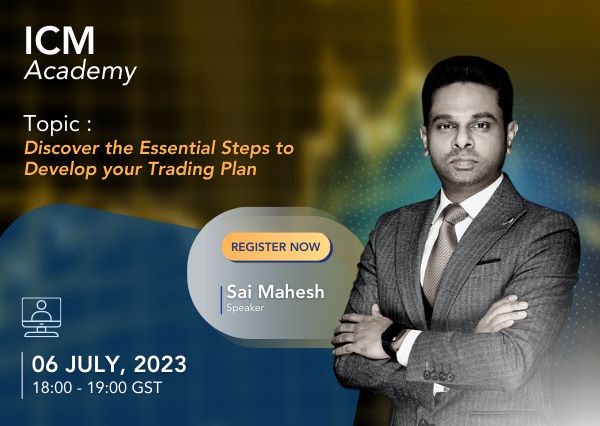 ICM
Academy
Topic :
Discover the Essential Steps to
Develop your Trading Plan
REGISTER NOW
Sai Mahesh
Speaker
06 JULY, 2023
18:00 - 19:00 GST